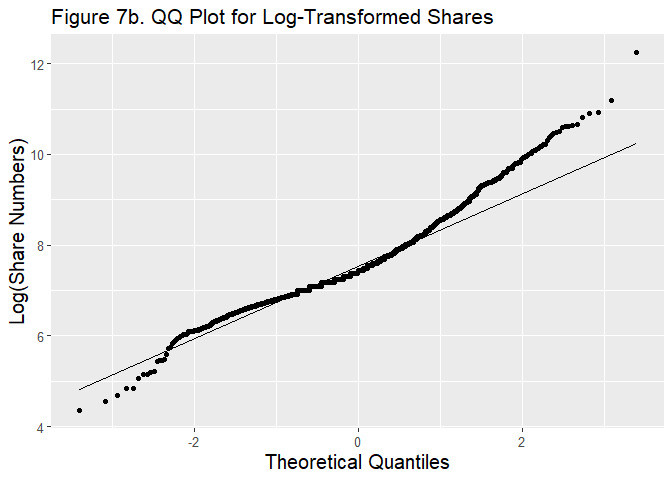 Figure 7b. QQ Plot for Log-Transformed Shares
12
10
8
6
4
Log(Share Numbers)
-2
0
2
Theoretical Quantiles